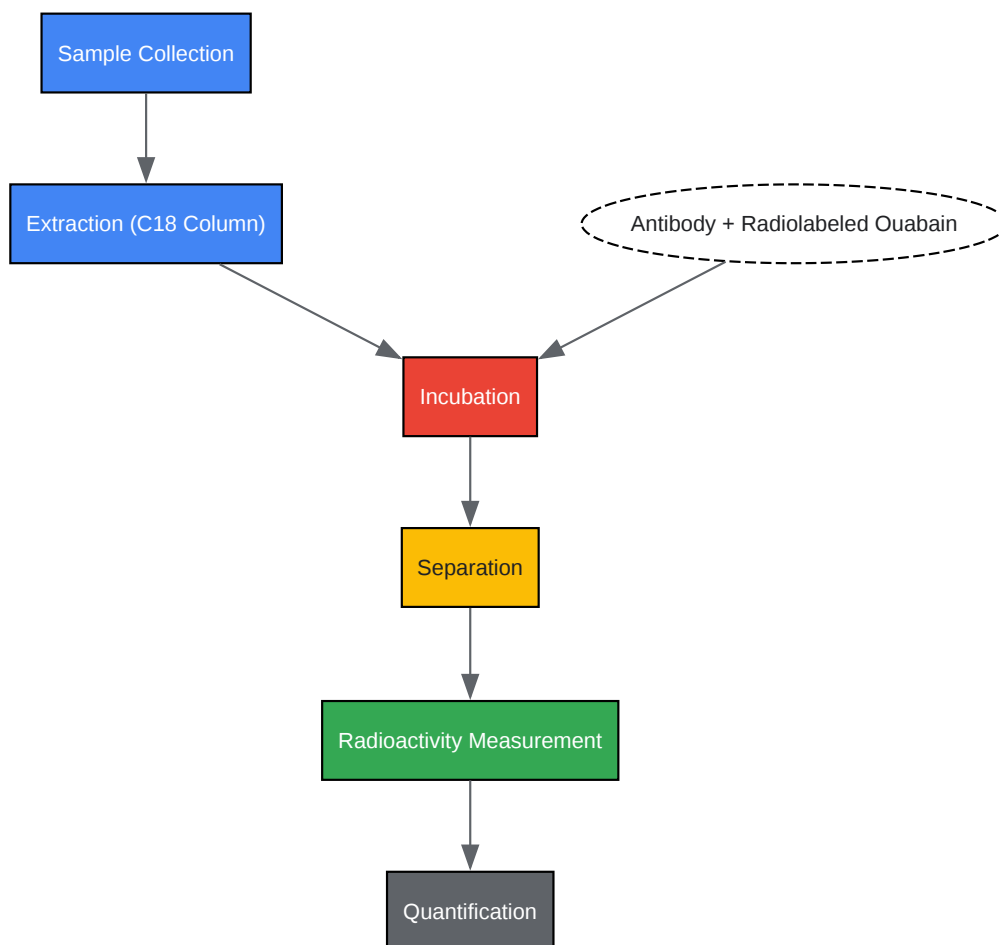 Sample Collection
Extraction (C18 Column)
Antibody + Radiolabeled Ouabain
Incubation
Separation
Radioactivity Measurement
Quantification